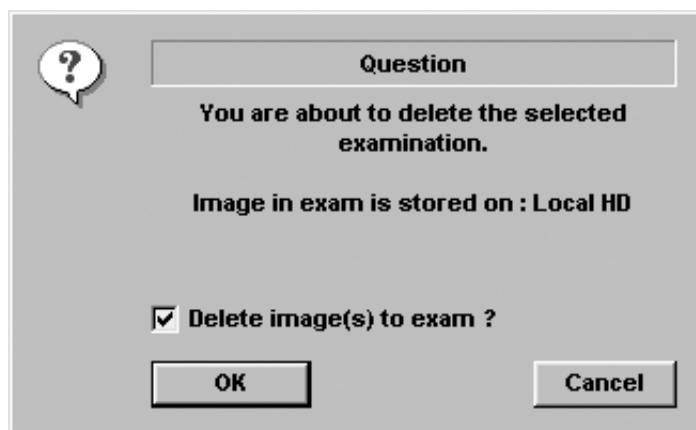 ?
Question
You are about to delete the selected
examination.
Image in exam is stored on : Local HD
Delete image(s) to exam ?
OK
Cancel